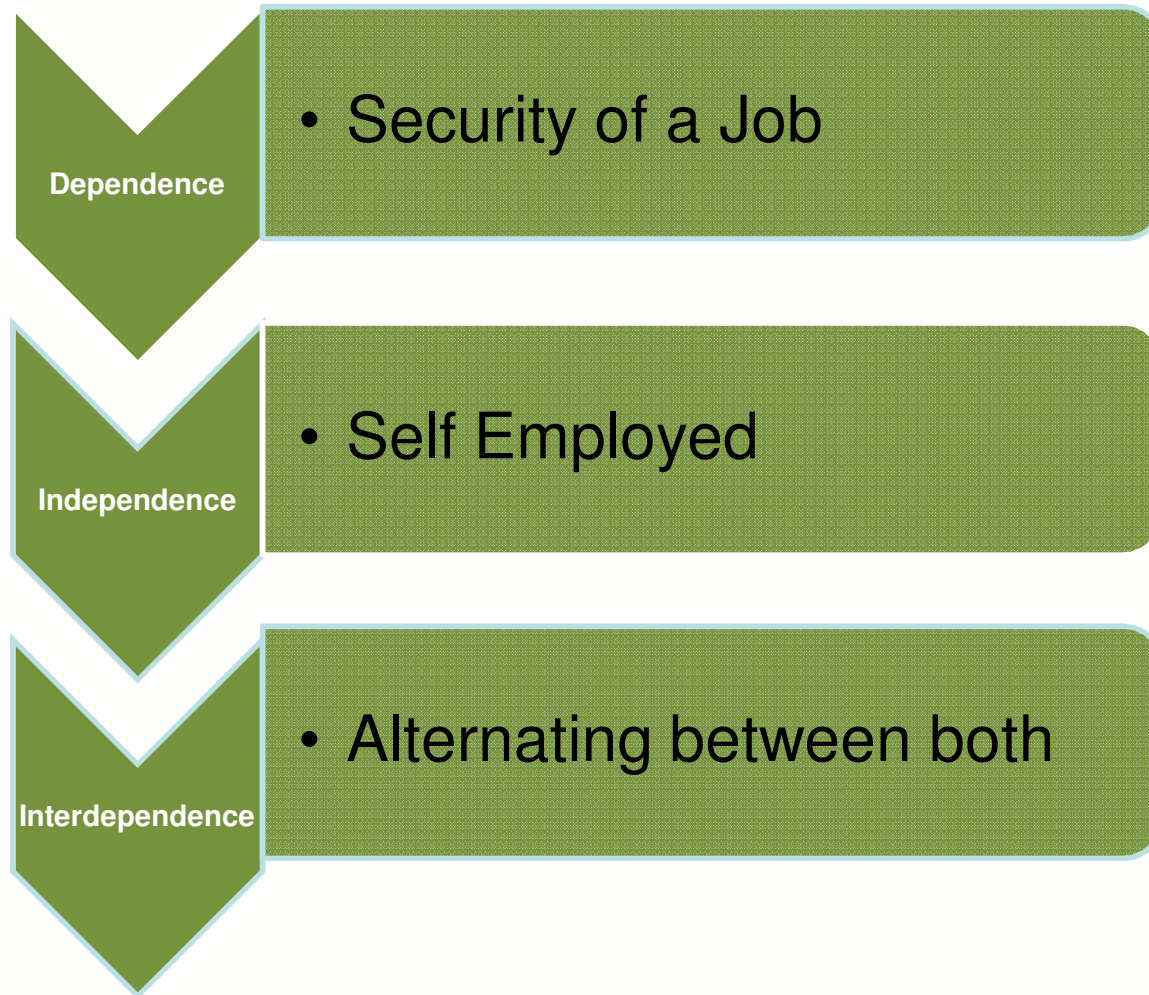 Dependence
• Security of a Job
Independence
• Self Employed
Interdependence
• Alternating between both